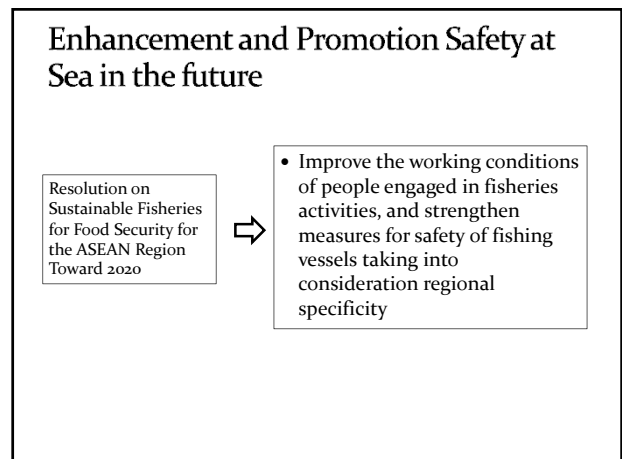 Enhancement and Promotion Safety at
Sea in the future
Resolution on
Sustainable Fisheries
for Food Security for
the ASEAN Region
Toward 2020
• Improve the working conditions
of people engaged in fisheries
activities, and strengthen
measures for safety of fishing
vessels taking into
consideration regional
specificity